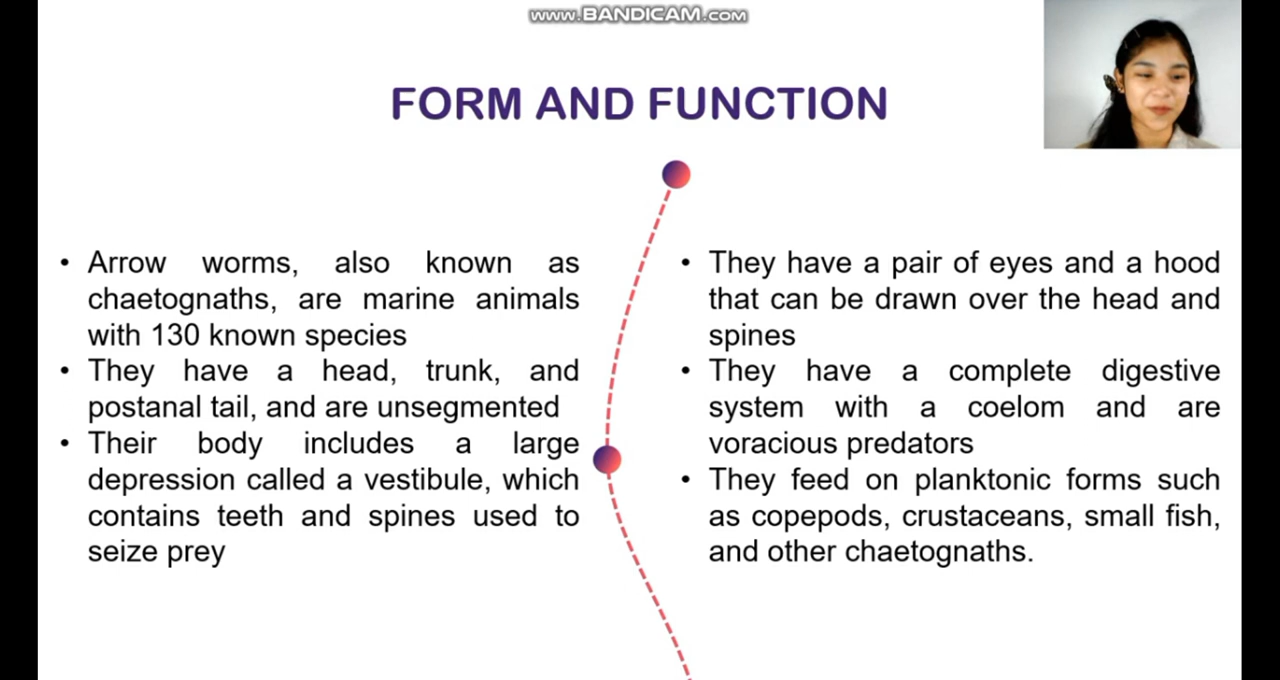 www.BANDICAM.com
FORM AND FUNCTION
• Arrow worms, also known as
chaetognaths, are marine animals
with 130 known species
• They have a head, trunk, and
postanal tail, and are unsegmented
• Their body includes a large
depression called a vestibule, which
contains teeth and spines used to
seize prey
• They have a pair of eyes and a hood
that can be drawn over the head and
spines
• They have a complete digestive
system with a coelom and are
voracious predators
• They feed on planktonic forms such
as copepods, crustaceans, small fish,
and other chaetognaths.